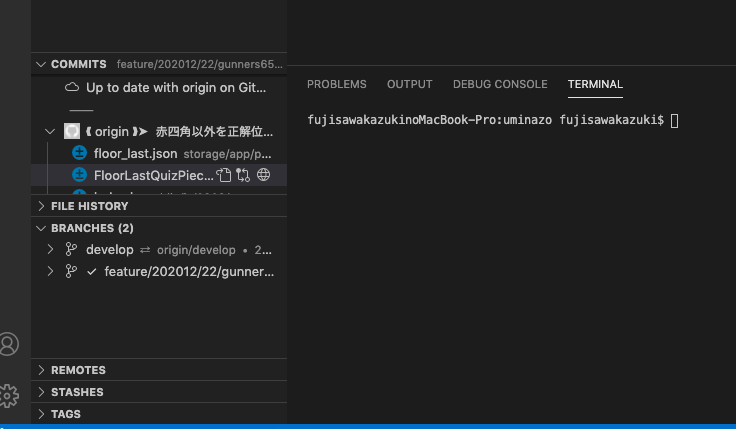 COMMITS feature/202012/22/gunners65...
Up to date with origin on Git...
origin 赤四角以外を正解位...
floor_last.json storage/app/p...
FloorLastQuizPiec...
FILE HISTORY
BRANCHES (2)
develop ⇄ origin/develop • 2...
✓ feature/202012/22/gunner...
REMOTES
STASHES
TAGS
PROBLEMS OUTPUT DEBUG CONSOLE TERMINAL
fujisawakazukinoMacBook-Pro:uminazo fujisawakazuki$